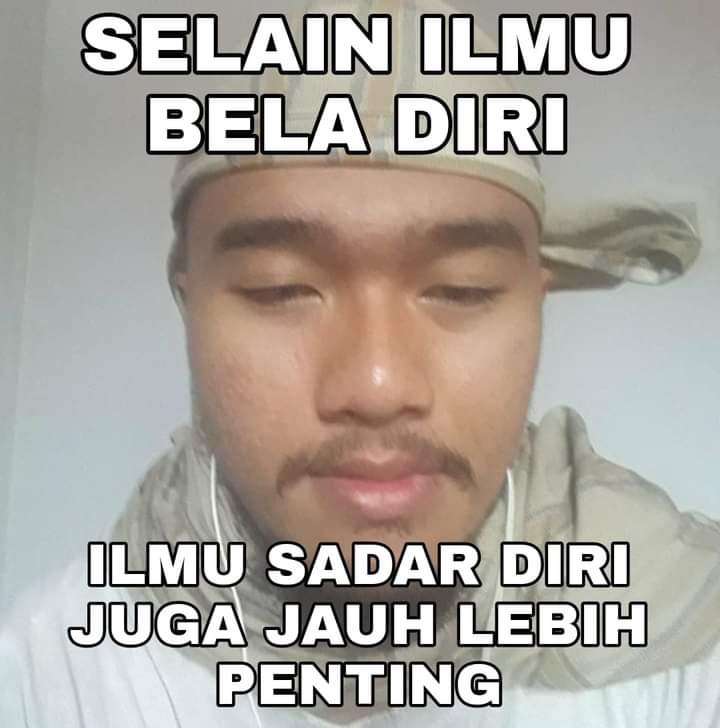 SELAIN ILMU
BELA DIRI
ILMU SADAR DIRI
JUGA JAUH LEBIH
PENTING